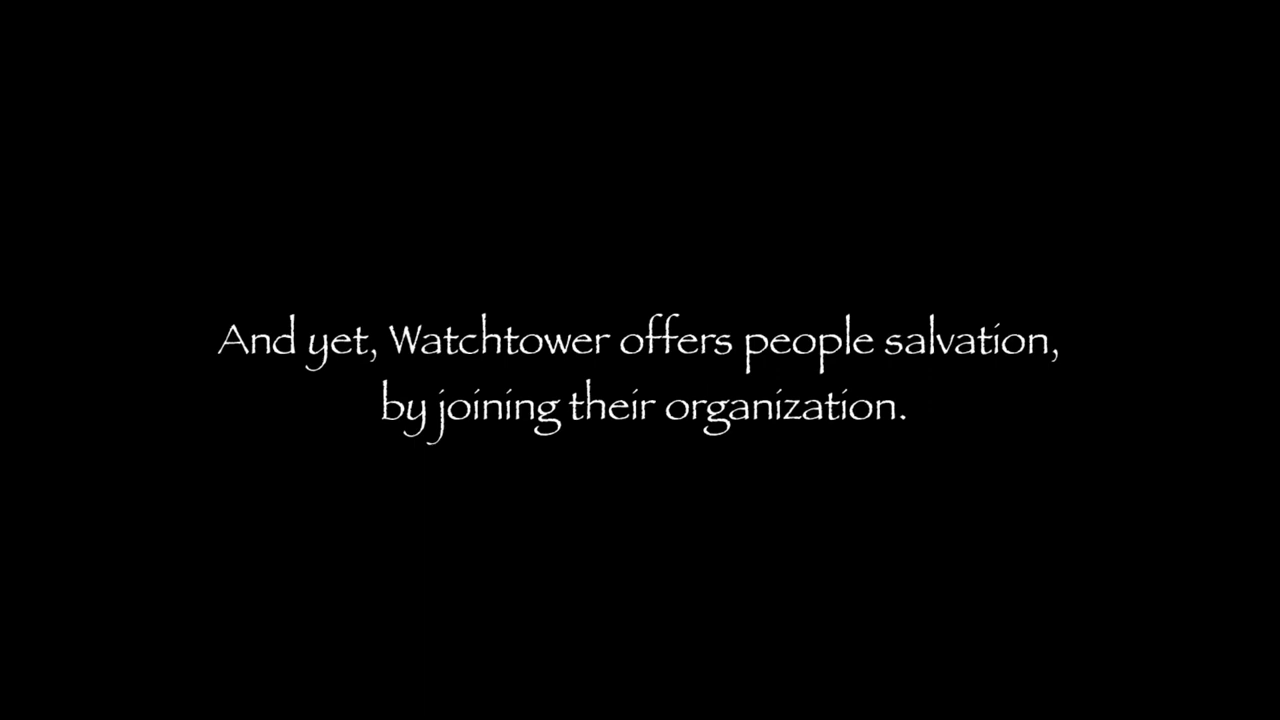 And yet, Watchtower offers people salvation,
by joining their organization.